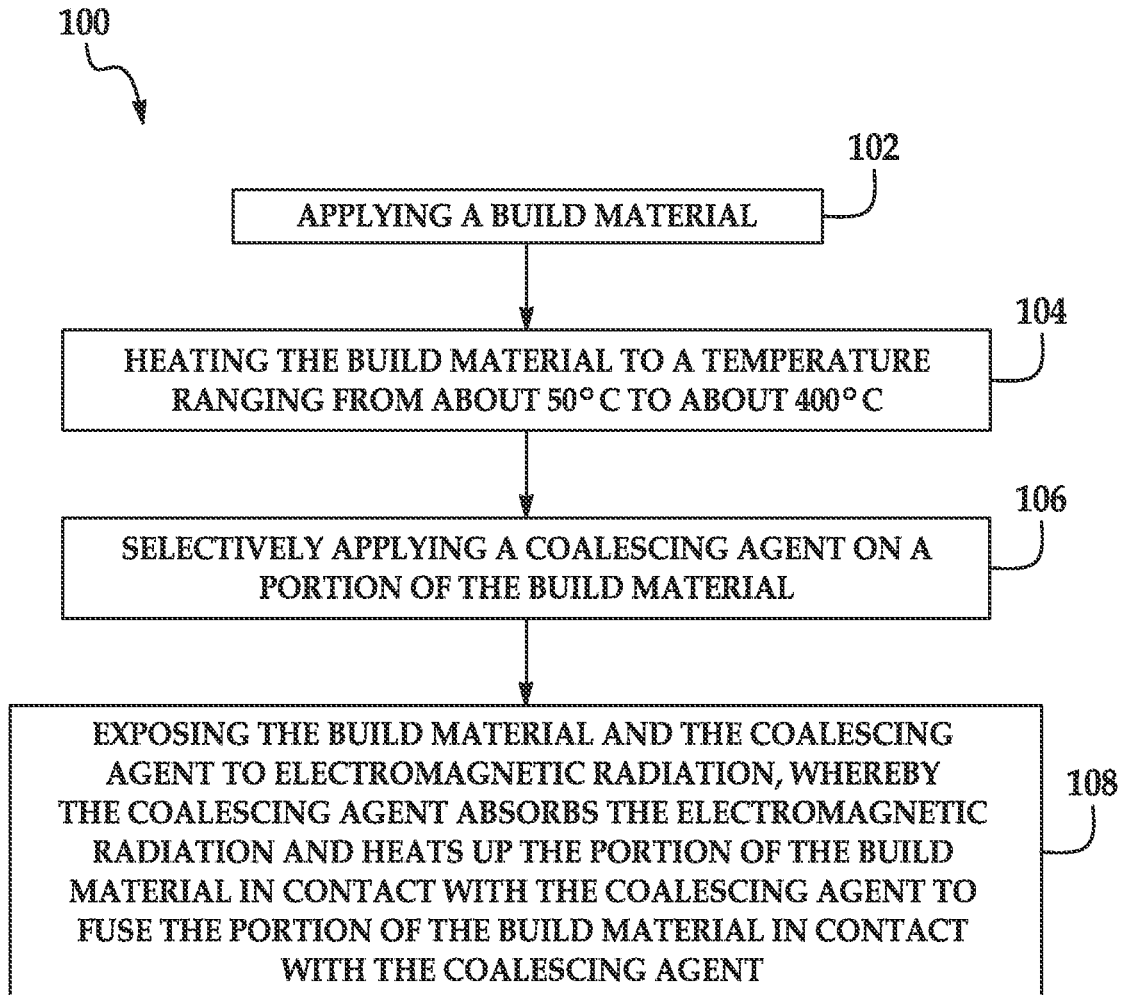 100
102
APPLYING A BUILD MATERIAL
104
HEATING THE BUILD MATERIAL TO A TEMPERATURE
RANGING FROM ABOUT 50° C TO ABOUT 400° C
106
SELECTIVELY APPLYING A COALESCING AGENT ON A
PORTION OF THE BUILD MATERIAL
EXPOSING THE BUILD MATERIAL AND THE COALESCING
AGENT TO ELECTROMAGNETIC RADIATION, WHEREBY
THE COALESCING AGENT ABSORBS THE ELECTROMAGNETIC
RADIATION AND HEATS UP THE PORTION OF THE BUILD
MATERIAL IN CONTACT WITH THE COALESCING AGENT TO
FUSE THE PORTION OF THE BUILD MATERIAL IN CONTACT
WITH THE COALESCING AGENT
108